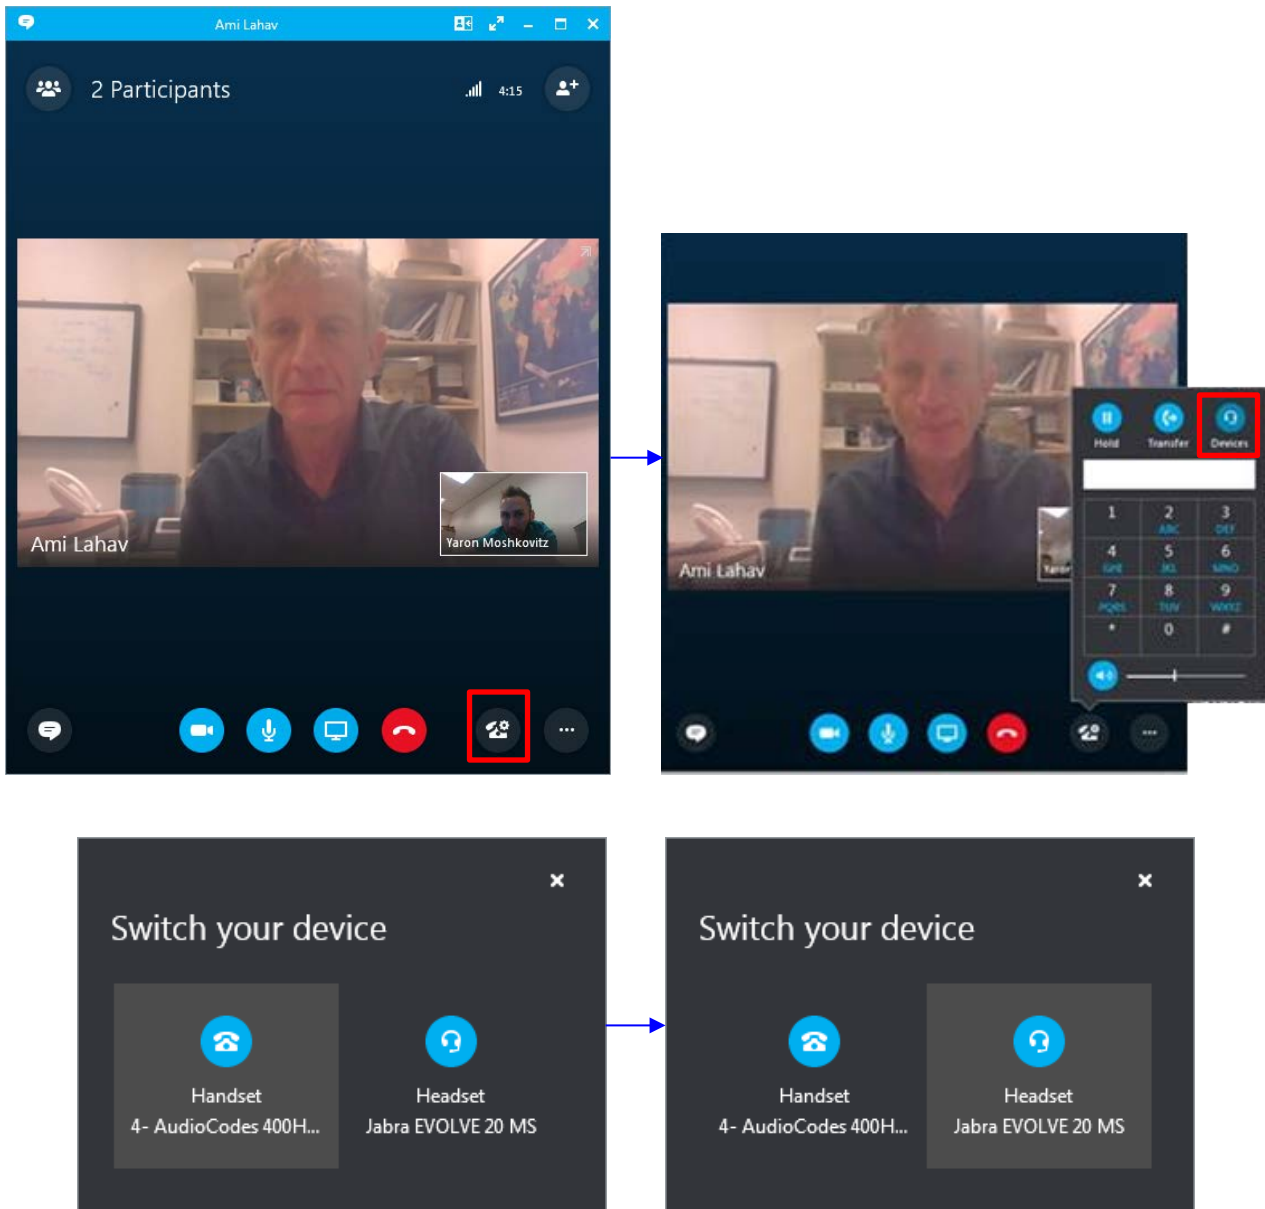 Ami Lahav
2 Participants
4:15
Ami Lahav
Yaron Moshkovitz
Hold Transfer Devices
1 2 3
ABC DEF
4 5 6
GHI JKL MNO
7 8 9
PQRS TUV WXYZ
* 0 #
Ami Lahav
Switch your device
Handset Headset
4- AudioCodes 400H... Jabra EVOLVE 20 MS
Switch your device
Handset Headset
4- AudioCodes 400H... Jabra EVOLVE 20 MS